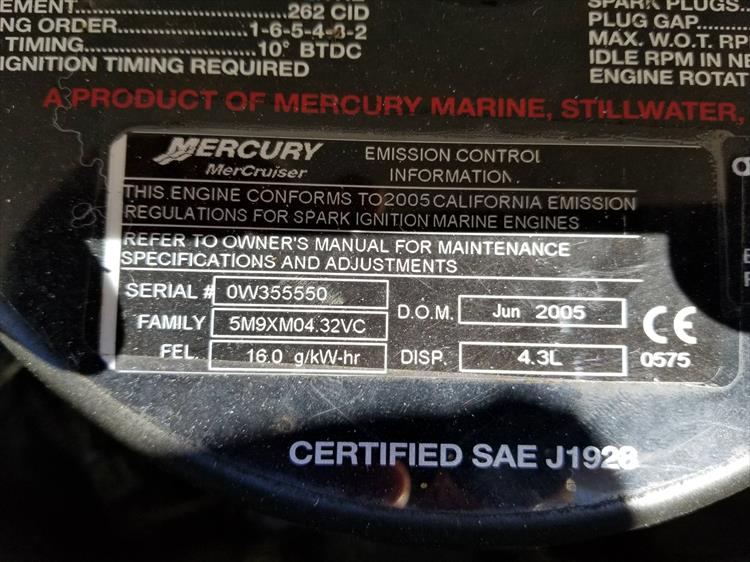 EMENT 262 CID
NG ORDER 1-6-5-4-3-2
TIMING 10° BTDC
IGNITION TIMING REQUIRED
PLUG GAP
MAX. W.O.T. RP
IDLE RPM IN NE
ENGINE ROTAT
A PRODUCT OF MERCURY MARINE, STILLWATER,
MERCURY
MerCruiser
EMISSION CONTROL
INFORMATION.
THIS ENGINE CONFORMS TO 2005 CALIFORNIA EMISSION
REGULATIONS FOR SPARK IGNITION MARINE ENGINES
REFER TO OWNER'S MANUAL FOR MAINTENANCE
SPECIFICATIONS AND ADJUSTMENTS
SERIAL # 0W355550
FAMILY 5M9XM04.32VC
FEL. 16.0 g/kW-hr
D.O.M. Jun 2005
DISP. 4.3L
CE
0575
CERTIFIED SAE J1928